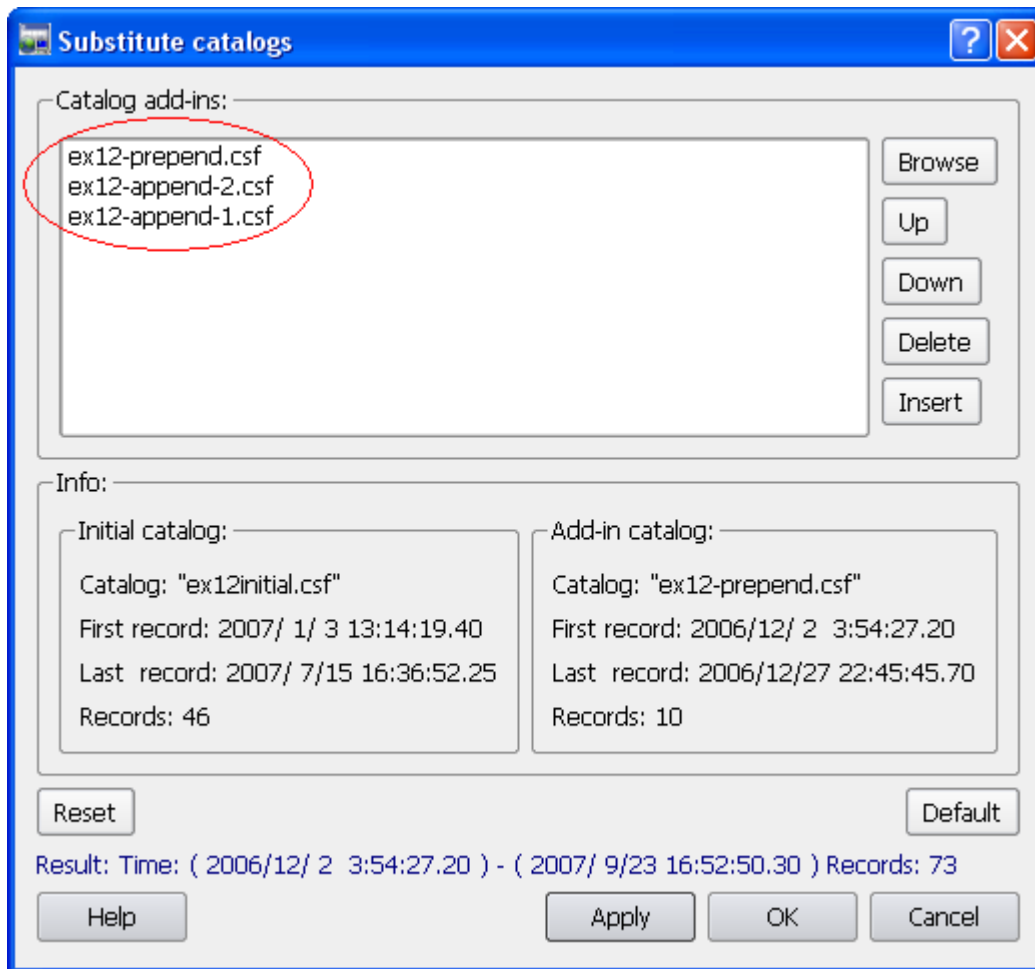 Substitute catalogs
Catalog add-ins:
ex12-prepend.csf
ex12-append-2.csf
ex12-append-1.csf
Browse
Up
Down
Delete
Insert
Info:
Initial catalog:
Catalog: "ex12initial.csf"
First record: 2007/ 1/ 3 13:14:19.40
Last  record: 2007/ 7/15 16:36:52.25
Records: 46
Add-in catalog:
Catalog: "ex12-prepend.csf"
First record: 2006/12/ 2  3:54:27.20
Last  record: 2006/12/27 22:45:45.70
Records: 10
Reset
Default
Result: Time: ( 2006/12/ 2  3:54:27.20 ) - ( 2007/ 9/23 16:52:50.30 ) Records: 73
Help
Apply
OK
Cancel